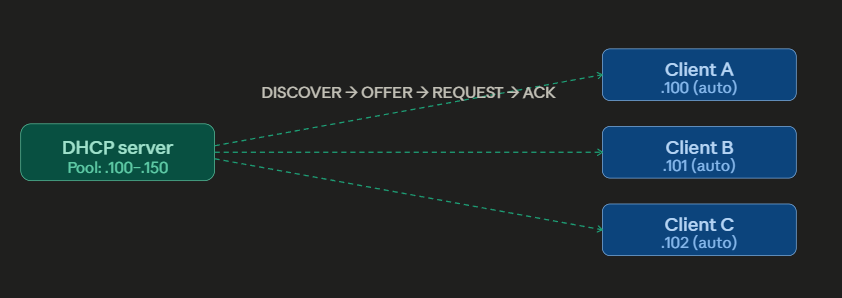 DISCOVER → OFFER → REQUEST → ACK
DHCP server
Pool: .100–.150
Client A
.100 (auto)
Client B
.101 (auto)
Client C
.102 (auto)